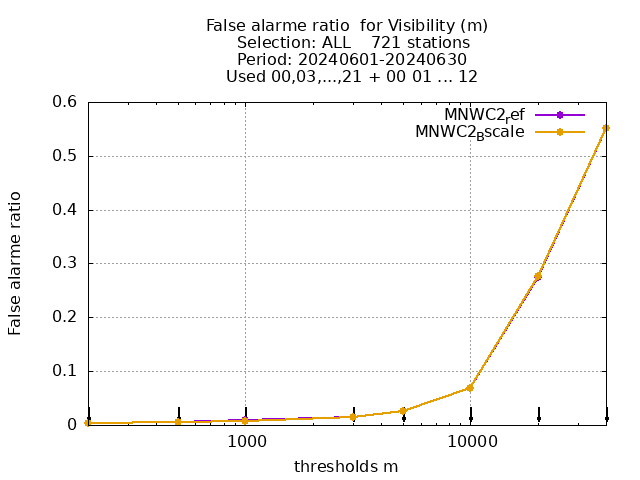 False alarme ratio  for Visibility (m)
Selection: ALL    721 stations
Period: 20240601-20240630
Used 00,03,...,21 + 00 01 ... 12
MNWC2ref
MNWC2Bscale
0.6
0.5
0.4
0.3
0.2
0.1
0
False alarme ratio
1000
10000
thresholds m